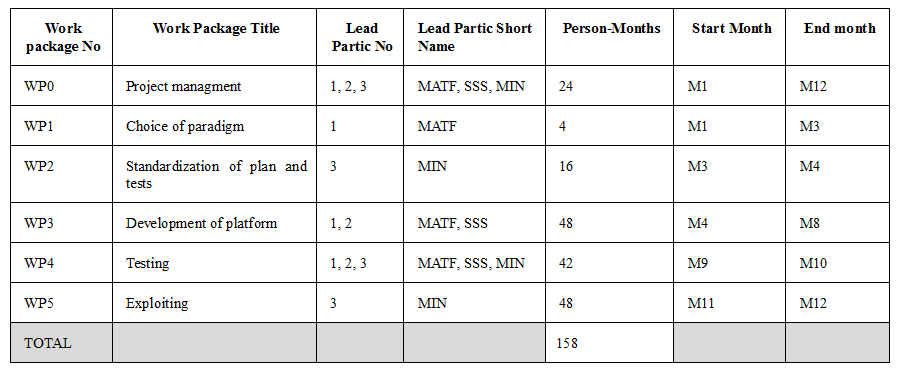 Work package No Work Package Title Lead Partic No Lead Partic Short Name Person-Months Start Month End month
WP0 Project managment 1, 2, 3 MATF, SSS, MIN 24 M1 M12
WP1 Choice of paradigm 1 MATF 4 M1 M3
WP2 Standardization of plan and tests 3 MIN 16 M3 M4
WP3 Development of platform 1, 2 MATF, SSS 48 M4 M8
WP4 Testing 1, 2, 3 MATF, SSS, MIN 42 M9 M10
WP5 Exploiting 3 MIN 48 M11 M12
TOTAL 158